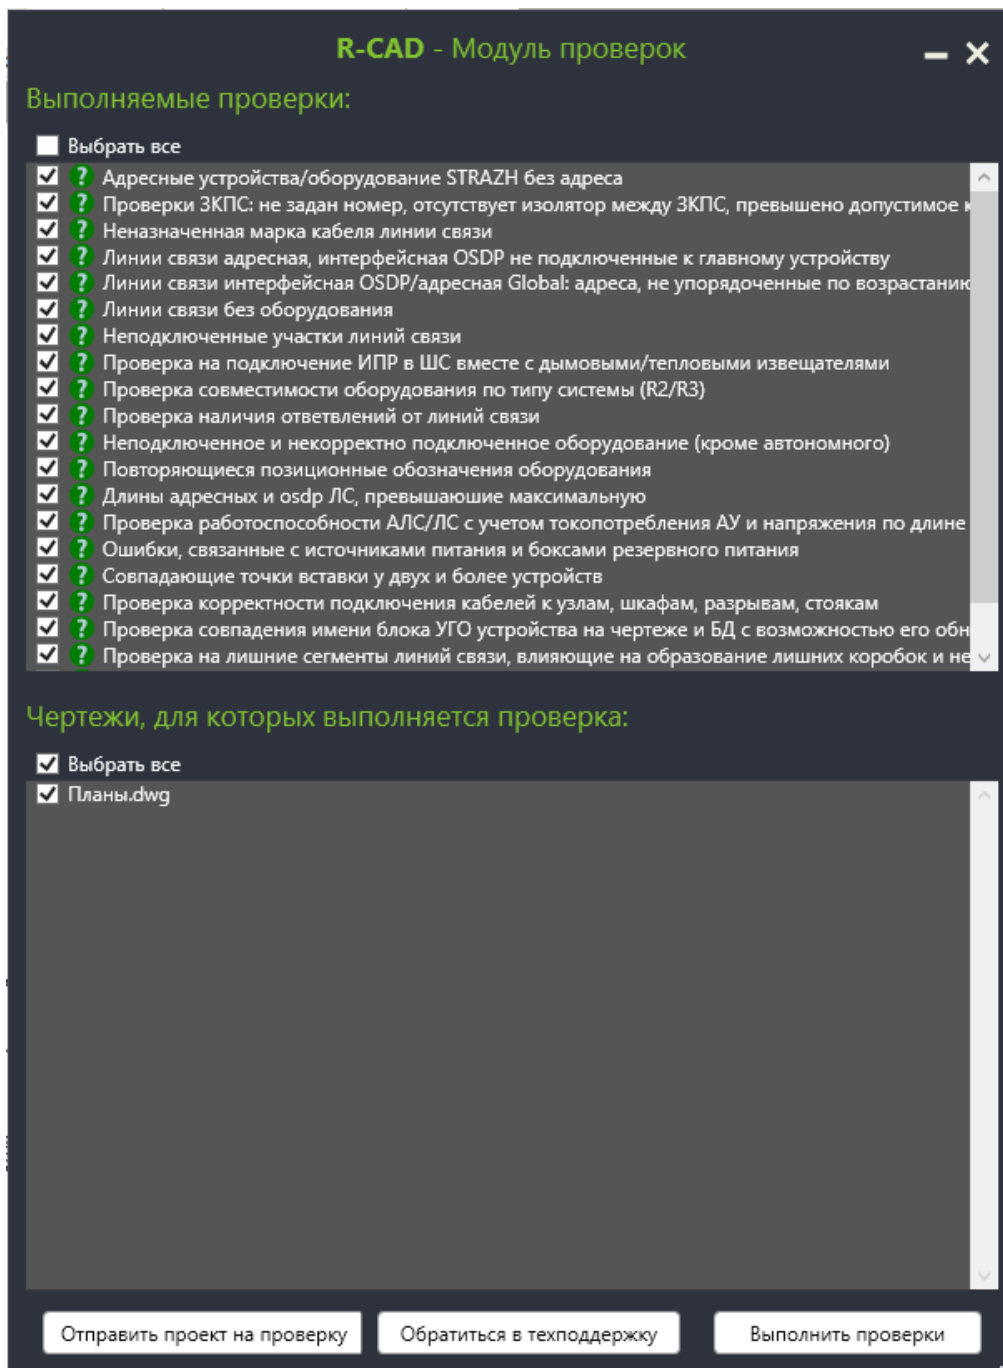 R-CAD - Модуль проверок
Выполняемые проверки:
Выбрать все
? Адресные устройства/оборудование STRAZH без адреса
? Проверки ЗКПС: не задан номер, отсутствует изолятор между ЗКПС, превышено допустимое к
? Неназначенная марка кабеля линии связи
? Линии связи адресная, интерфейсная OSDP не подключенные к главному устройству
? Линии связи интерфейсная OSDP/адресная Global: адреса, не упорядоченные по возрастанию
? Линии связи без оборудования
? Неподключенные участки линий связи
? Проверка на подключение ИПР в ШС вместе с дымовыми/тепловыми извещателями
? Проверка совместимости оборудования по типу системы (R2/R3)
? Проверка наличия ответвлений от линий связи
? Неподключенное и некорректно подключенное оборудование (кроме автономного)
? Повторяющиеся позиционные обозначения оборудования
? Длины адресных и osdp ЛС, превышаюшие максимальную
? Проверка работоспособности АЛС/ЛС с учетом токопотребления АУ и напряжения по длине
? Ошибки, связанные с источниками питания и боксами резервного питания
? Совпадающие точки вставки у двух и более устройств
? Проверка корректности подключения кабелей к узлам, шкафам, разрывам, стоякам
? Проверка совпадения имени блока УГО устройства на чертеже и БД с возможностью его обн
? Проверка на лишние сегменты линий связи, влияющие на образование лишних коробок и не
Чертежи, для которых выполняется проверка:
Выбрать все
Планы.dwg
Отправить проект на проверку
Обратиться в техподдержку
Выполнить проверки